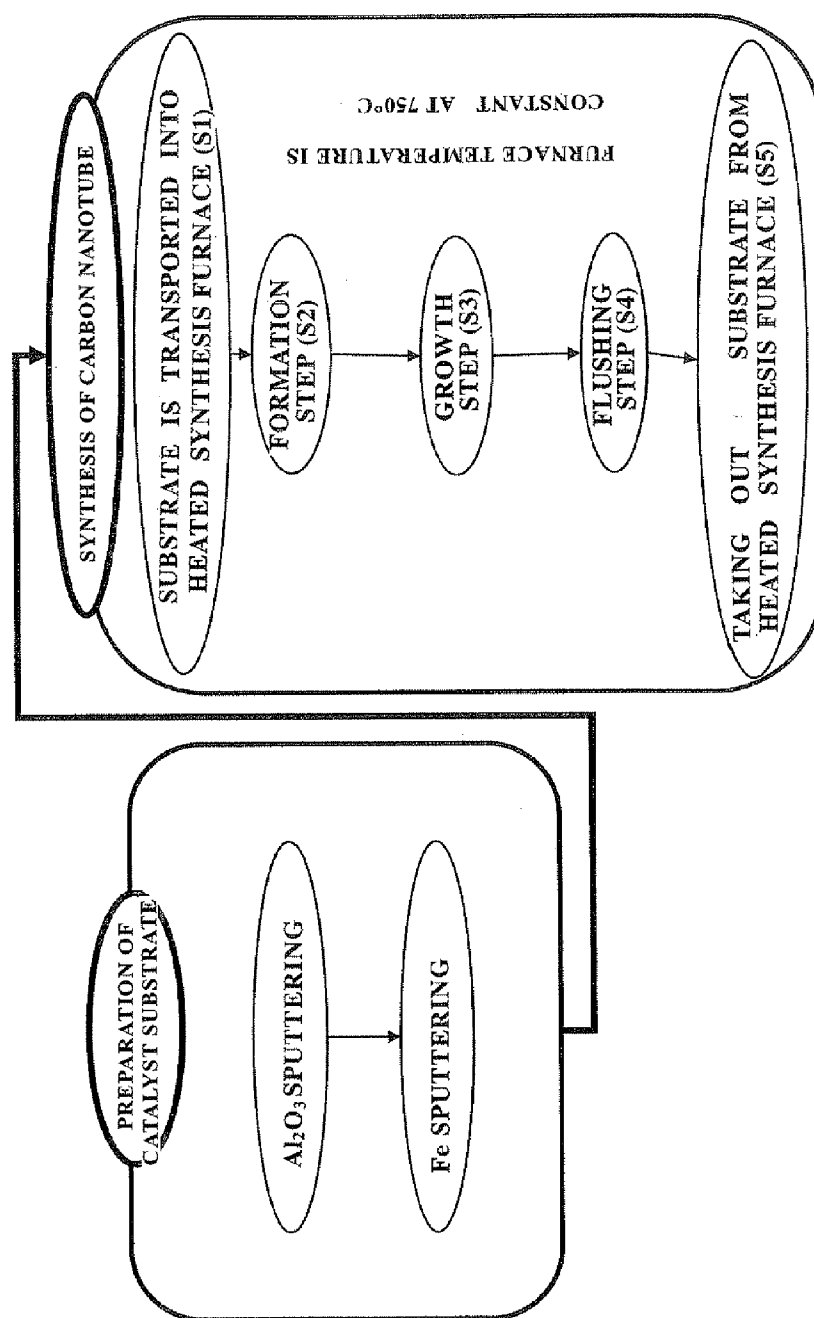 PREPARATION OF
CATALYST SUBSTRATE
Al₂O₃ SPUTTERING
Fe SPUTTERING
SYNTHESIS OF CARBON NANOTUBE
SUBSTRATE IS TRANSPORTED INTO
HEATED SYNTHESIS FURNACE (S1)
FORMATION
STEP (S2)
GROWTH
STEP (S3)
FLUSHING
STEP (S4)
TAKING OUT SUBSTRATE FROM
HEATED SYNTHESIS FURNACE (S5)
FURNACE TEMPERATURE IS
CONSTANT AT 750°C